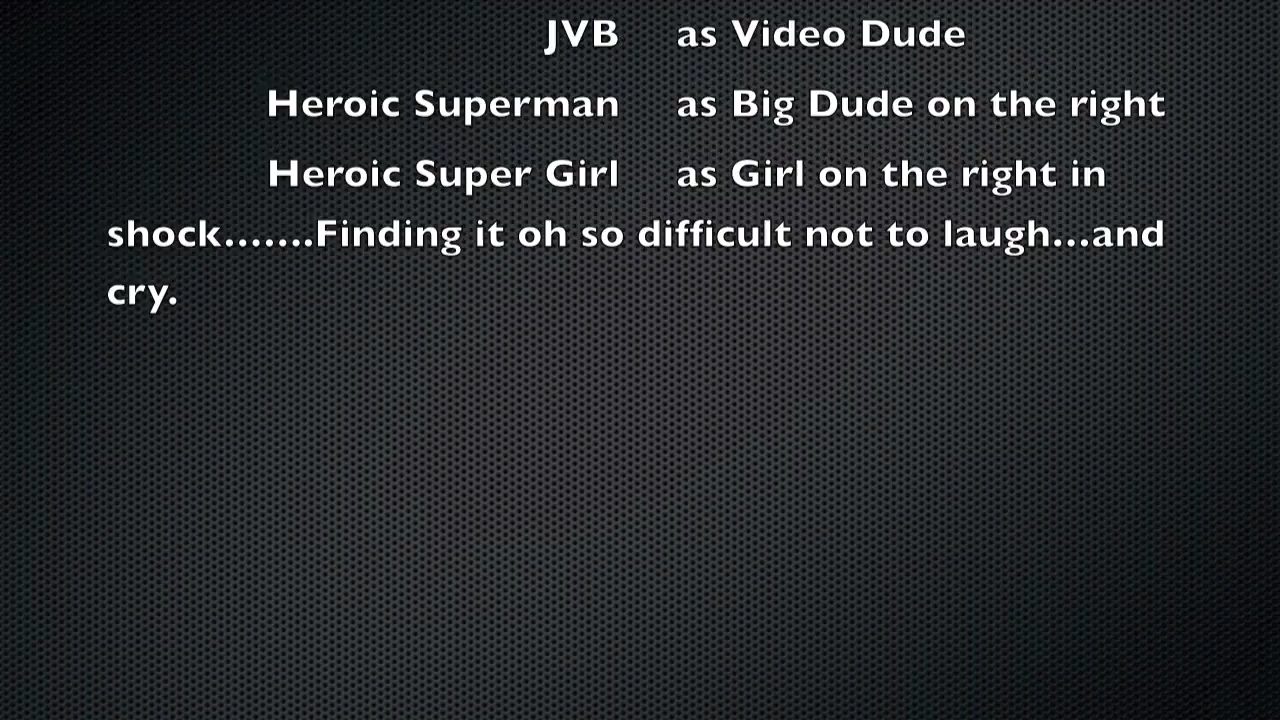 JVB as Video Dude
Heroic Superman as Big Dude on the right
Heroic Super Girl as Girl on the right in
shock.......Finding it oh so difficult not to laugh...and
cry.